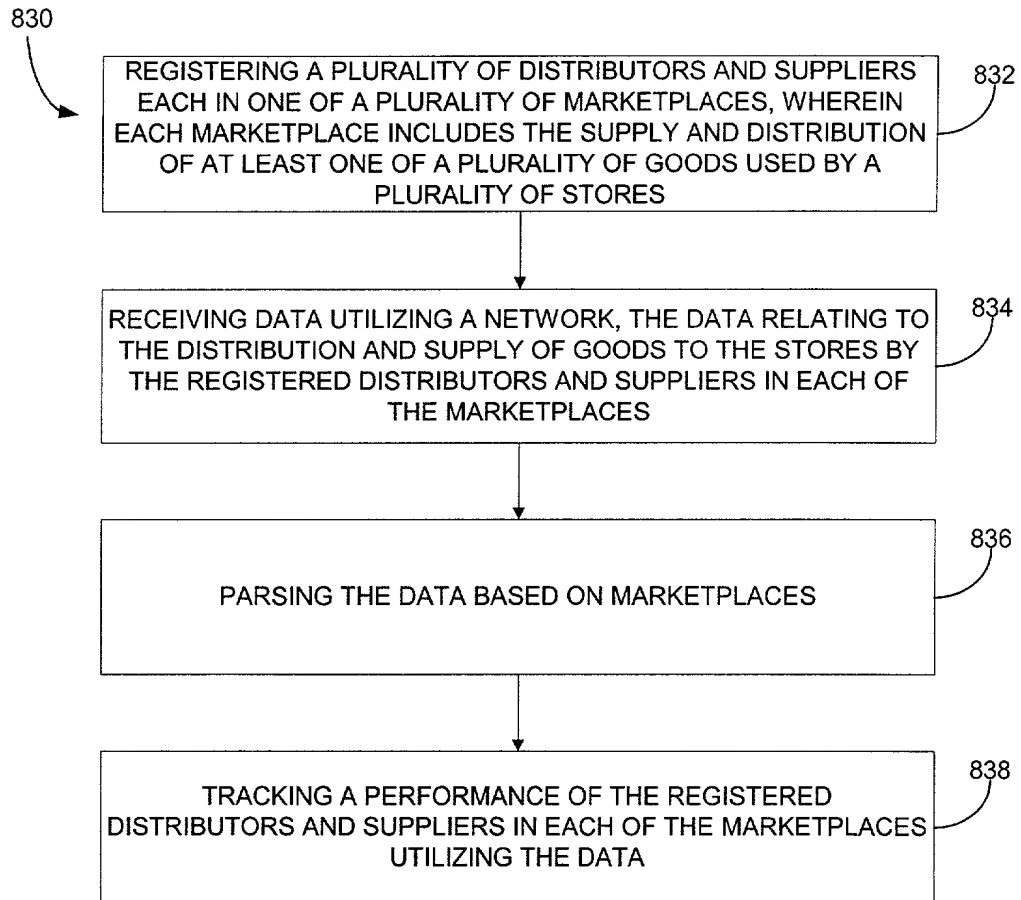 830
REGISTERING A PLURALITY OF DISTRIBUTORS AND SUPPLIERS
EACH IN ONE OF A PLURALITY OF MARKETPLACES, WHEREIN
EACH MARKETPLACE INCLUDES THE SUPPLY AND DISTRIBUTION
OF AT LEAST ONE OF A PLURALITY OF GOODS USED BY A
PLURALITY OF STORES
832
RECEIVING DATA UTILIZING A NETWORK, THE DATA RELATING TO
THE DISTRIBUTION AND SUPPLY OF GOODS TO THE STORES BY
THE REGISTERED DISTRIBUTORS AND SUPPLIERS IN EACH OF
THE MARKETPLACES
834
PARSING THE DATA BASED ON MARKETPLACES
836
TRACKING A PERFORMANCE OF THE REGISTERED
DISTRIBUTORS AND SUPPLIERS IN EACH OF THE MARKETPLACES
UTILIZING THE DATA
838